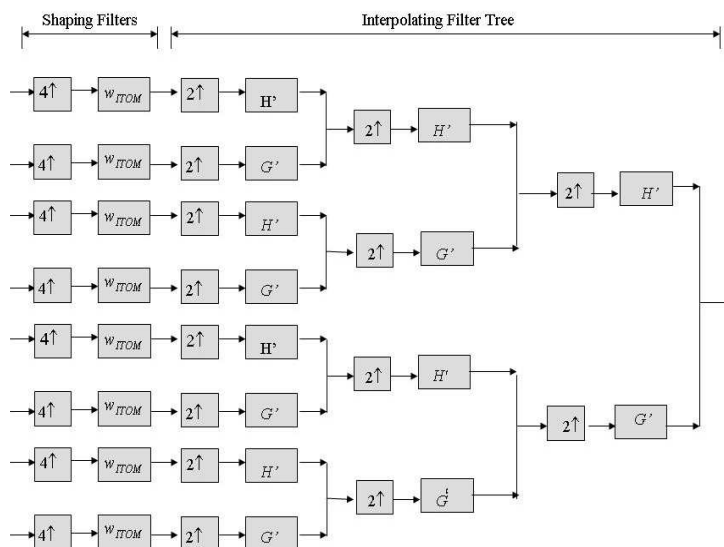 Shaping Filters Interpolating Filter Tree
4↑ w_ITOM 2↑ H’
2↑ H’
4↑ w_ITOM 2↑ G’
2↑ H’
4↑ w_ITOM 2↑ H’
2↑ G’
4↑ w_ITOM 2↑ G’
4↑ w_ITOM 2↑ H’
2↑ H'
4↑ w_ITOM 2↑ G’
2↑ G’
4↑ w_ITOM 2↑ H’
2↑ G'
4↑ w_ITOM 2↑ G’